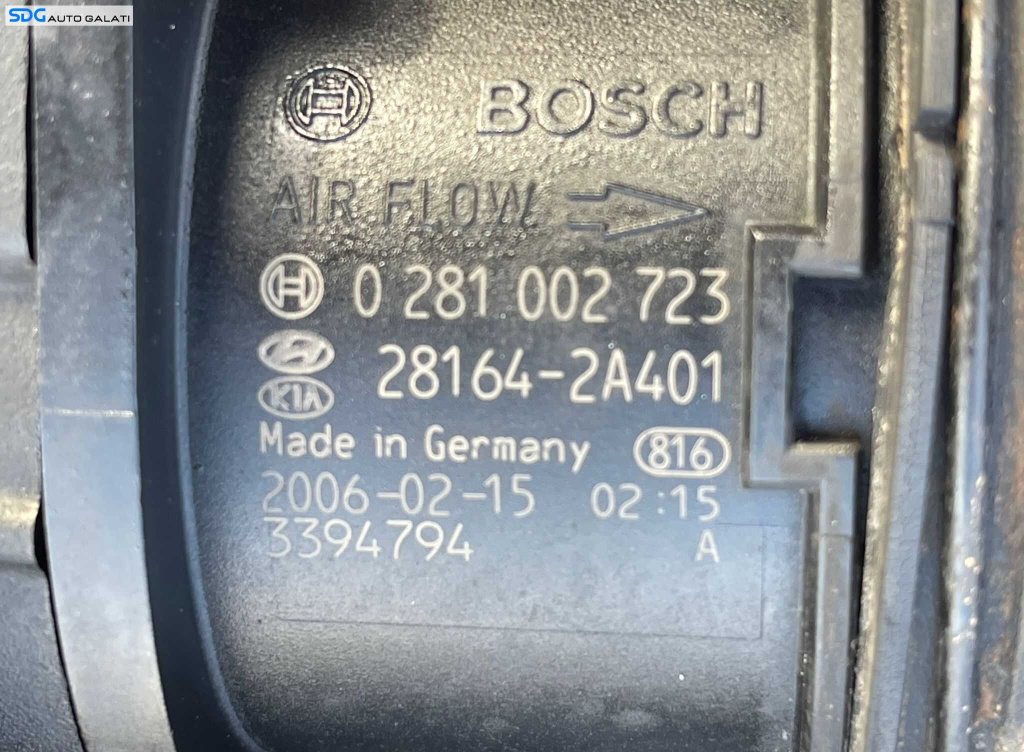 SDG AUTO GALATI
BOSCH
AIR FLOW
0 281 002 723
28164-2A401
KIA
Made in Germany 816
2006-02-15 02:15
3394794 A